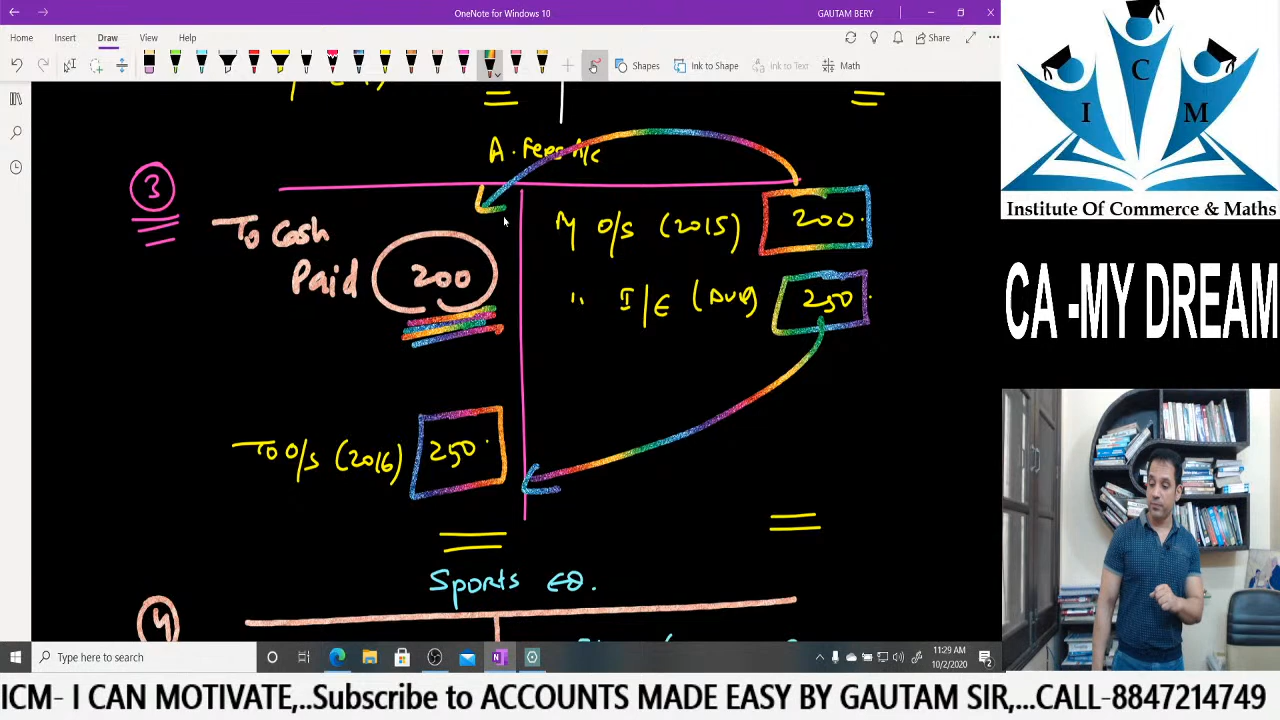 OneNote for Windows 10
GAUTAM BERY
Home Insert Draw View Help
Share
Shapes
Ink to Shape
Ink to Text
Math
A. Fees A/c
3
To Cash
Paid 200
By O/S (2015) 200
" I/E (Aud) 250
To O/S (2016) 250
Sports EQ.
4
Type here to search
11:29 AM
10/2/2020
2
I C M
Institute Of Commerce & Maths
CA -MY DREAM
ICM- I CAN MOTIVATE,..Subscribe to ACCOUNTS MADE EASY BY GAUTAM SIR,...CALL-8847214749